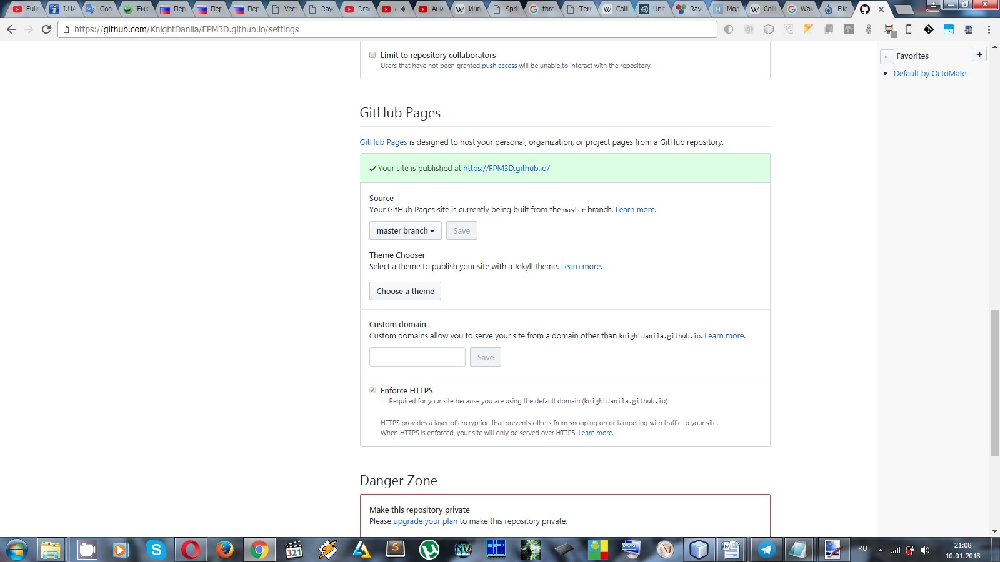 Full
I.UA
Goo
Емк
Пер
Пер
Пер
Vect
Ray
Dra
Ани
Инв
Spri
thre
Terr
Colli
Unit
Ray
Мод
Colli
Wav
File
https://github.com/KnightDanila/FPM3D.github.io/settings
Limit to repository collaborators
Users that have not been granted push access will be unable to interact with the repository.
Favorites
+
Default by OctoMate
GitHub Pages
GitHub Pages is designed to host your personal, organization, or project pages from a GitHub repository.
Your site is published at https://FPM3D.github.io/
Source
Your GitHub Pages site is currently being built from the master branch. Learn more.
master branch
Save
Theme Chooser
Select a theme to publish your site with a Jekyll theme. Learn more.
Choose a theme
Custom domain
Custom domains allow you to serve your site from a domain other than knightdanila.github.io. Learn more.
Save
Enforce HTTPS
— Required for your site because you are using the default domain (knightdanila.github.io)
HTTPS provides a layer of encryption that prevents others from snooping on or tampering with traffic to your site.
When HTTPS is enforced, your site will only be served over HTTPS. Learn more.
Danger Zone
Make this repository private
Please upgrade your plan to make this repository private.
321
RU
21:08
10.01.2018